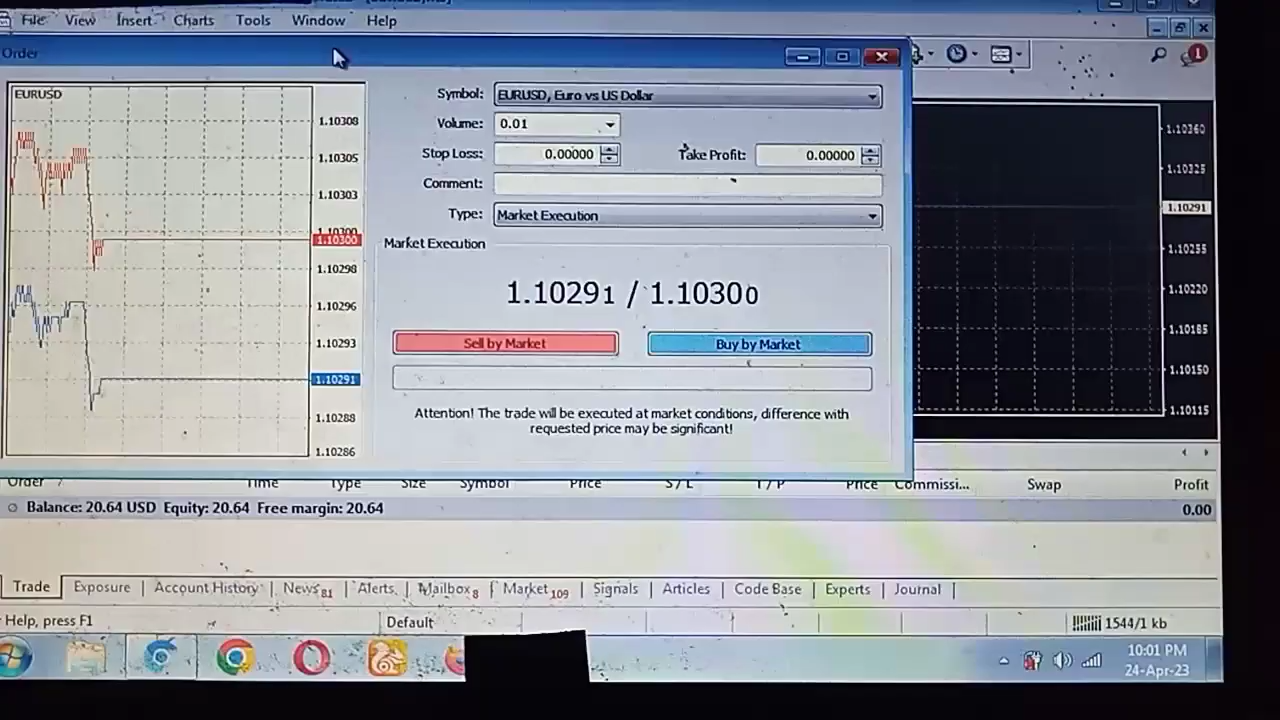 File View Insert Charts Tools Window Help
Order
EURUSD
1.10308
1.10305
1.10303
1.10300
1.10300
1.10298
1.10296
1.10293
1.10291
1.10288
1.10286
Symbol: EURUSD, Euro vs US Dollar
Volume: 0.01
Stop Loss: 0.00000 Take Profit: 0.00000
Comment:
Type: Market Execution
Market Execution
1.10291 / 1.10300
Sell by Market Buy by Market
Attention! The trade will be executed at market conditions, difference with
requested price may be significant!
1
1.10360
1.10325
1.10291
1.10255
1.10220
1.10185
1.10150
1.10115
Order / Time Type Size Symbol Price S / L T / P Price Commissi... Swap Profit
Balance: 20.64 USD Equity: 20.64 Free margin: 20.64 0.00
Trade Exposure Account History News 81 Alerts Mailbox 8 Market 109 Signals Articles Code Base Experts Journal
Help, press F1 Default 1544/1 kb
10:01 PM
24-Apr-23